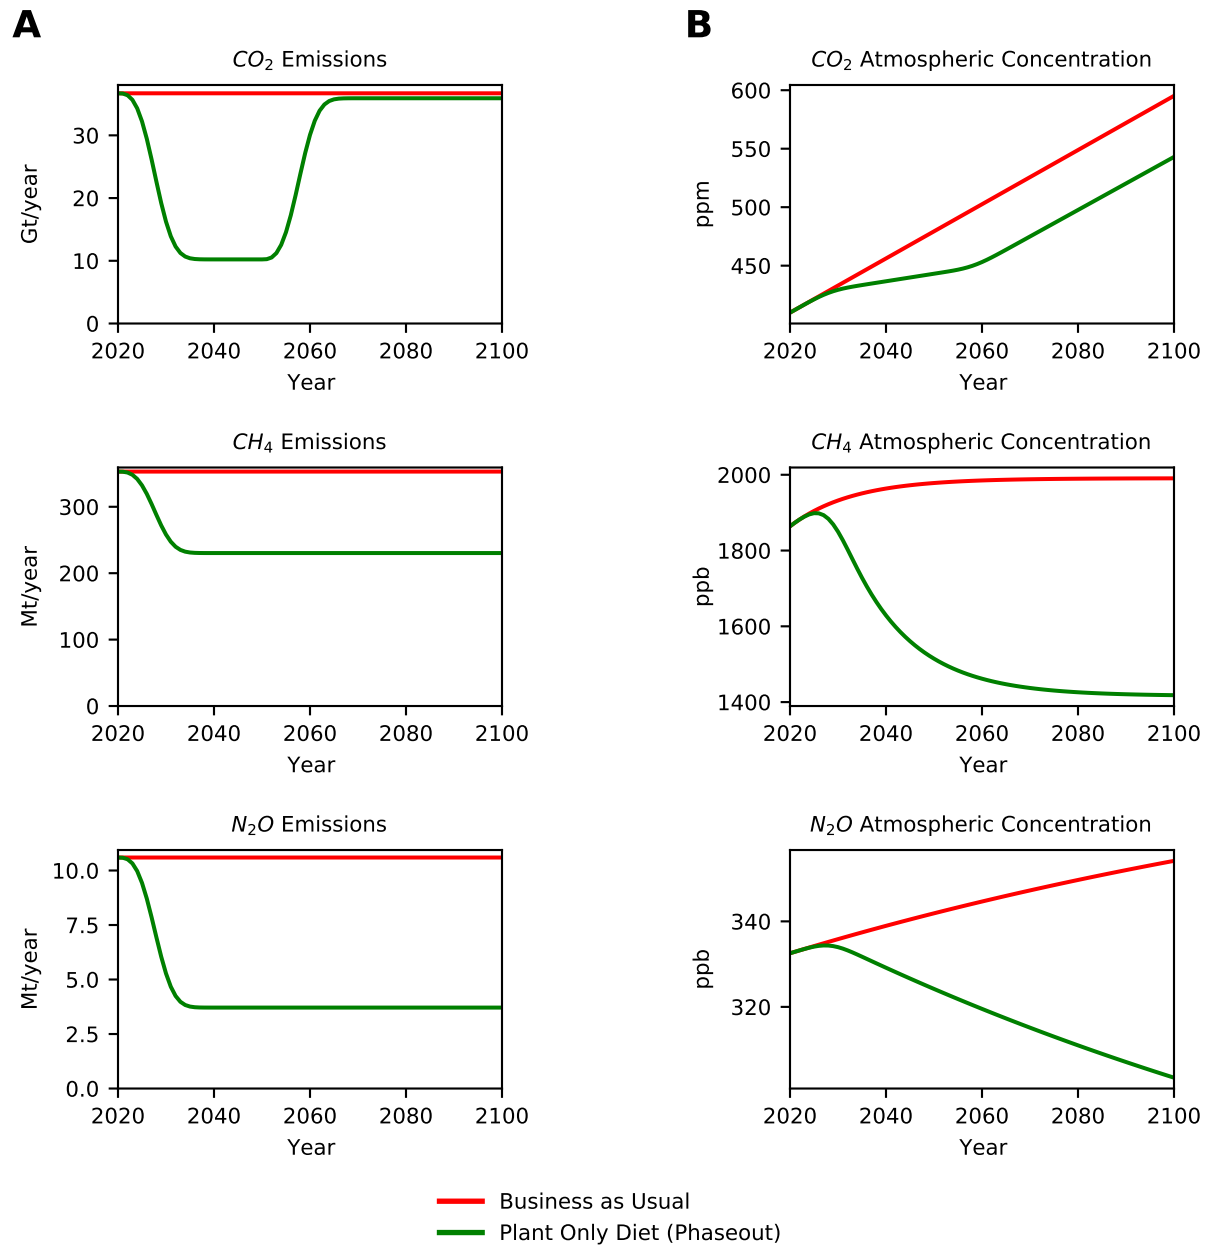 A
B
CO2 Emissions
CO2 Atmospheric Concentration
30
20
10
0
Gt/year
2020 2040 2060 2080 2100
Year
600
550
500
450
ppm
2020 2040 2060 2080 2100
Year
CH4 Emissions
CH4 Atmospheric Concentration
300
200
100
0
Mt/year
2020 2040 2060 2080 2100
Year
2000
1800
1600
1400
ppb
2020 2040 2060 2080 2100
Year
N2O Emissions
N2O Atmospheric Concentration
10.0
7.5
5.0
2.5
0.0
Mt/year
2020 2040 2060 2080 2100
Year
340
320
ppb
2020 2040 2060 2080 2100
Year
Business as Usual
Plant Only Diet (Phaseout)